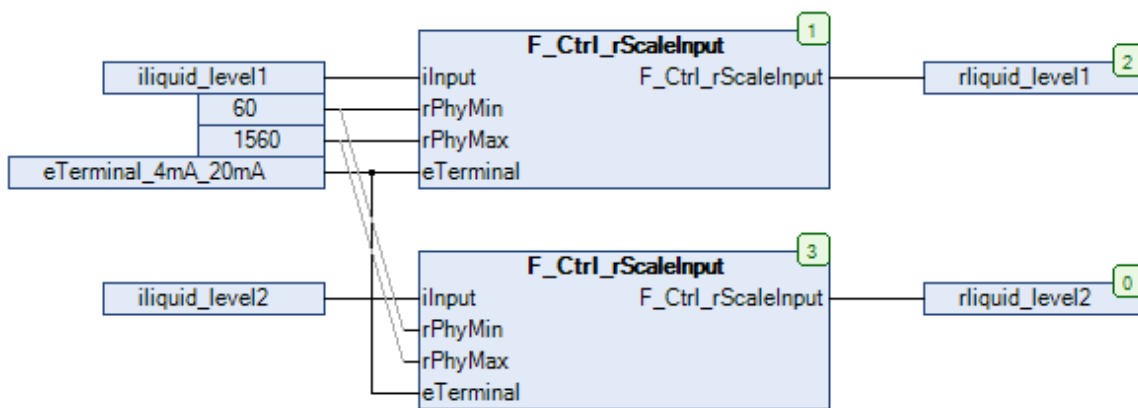 1
F_Ctrl_rScaleInput
2
iliquid_level1
iInput
F_Ctrl_rScaleInput
rliquid_level1
60
rPhyMin
1560
rPhyMax
eTerminal_4mA_20mA
eTerminal
3
F_Ctrl_rScaleInput
0
iliquid_level2
iInput
F_Ctrl_rScaleInput
rliquid_level2
rPhyMin
rPhyMax
eTerminal